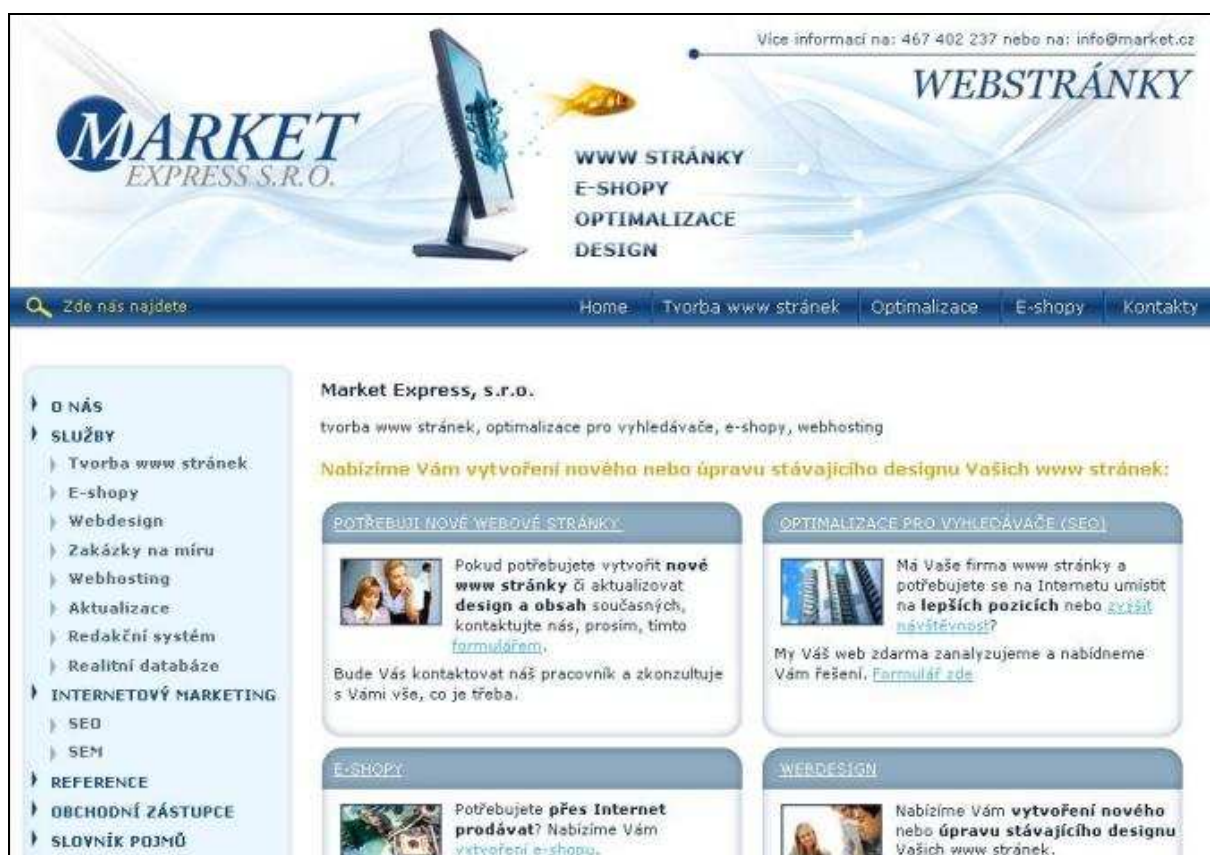 Více informací na: 467 402 237 nebo na: info@market.cz
WEBSTRÁNKY
MARKET
EXPRESS S.R.O.
WWW STRÁNKY
E-SHOPY
OPTIMALIZACE
DESIGN
Zde nás najdete
Home
Tvorba www stránek
Optimalizace
E-shopy
Kontakty
O NÁS
SLUŽBY
Tvorba www stránek
E-shopy
Webdesign
Zakázky na míru
Webhosting
Aktualizace
Redakční systém
Realitní databáze
INTERNETOVÝ MARKETING
SEO
SEM
REFERENCE
OBCHODNÍ ZÁSTUPCE
SLOVNÍK POJMŮ
Market Express, s.r.o.
tvorba www stránek, optimalizace pro vyhledávače, e-shopy, webhosting
Nabízíme Vám vytvoření nového nebo úpravu stávajícího designu Vašich www stránek:
POTŘEBUJI NOVÉ WEBOVÉ STRÁNKY
Pokud potřebujete vytvořit nové
www stránky či aktualizovat
design a obsah současných,
kontaktujte nás, prosím, tímto
formulářem.
Bude Vás kontaktovat náš pracovník a zkonzultuje
s Vámi vše, co je třeba.
OPTIMALIZACE PRO VYHLEDÁVAČE (SEO)
Má Vaše firma www stránky a
potřebujete se na Internetu umístit
na lepších pozicích nebo zvýšit
návštěvnost?
My Váš web zdarma zanalyzujeme a nabídneme
Vám řešení. Formulář zde
E-SHOPY
Potřebujete přes Internet
prodávat? Nabízíme Vám
vytvoření e-shopu.
WEBDESIGN
Nabízíme Vám vytvoření nového
nebo úpravu stávajícího designu
Vašich www stránek.